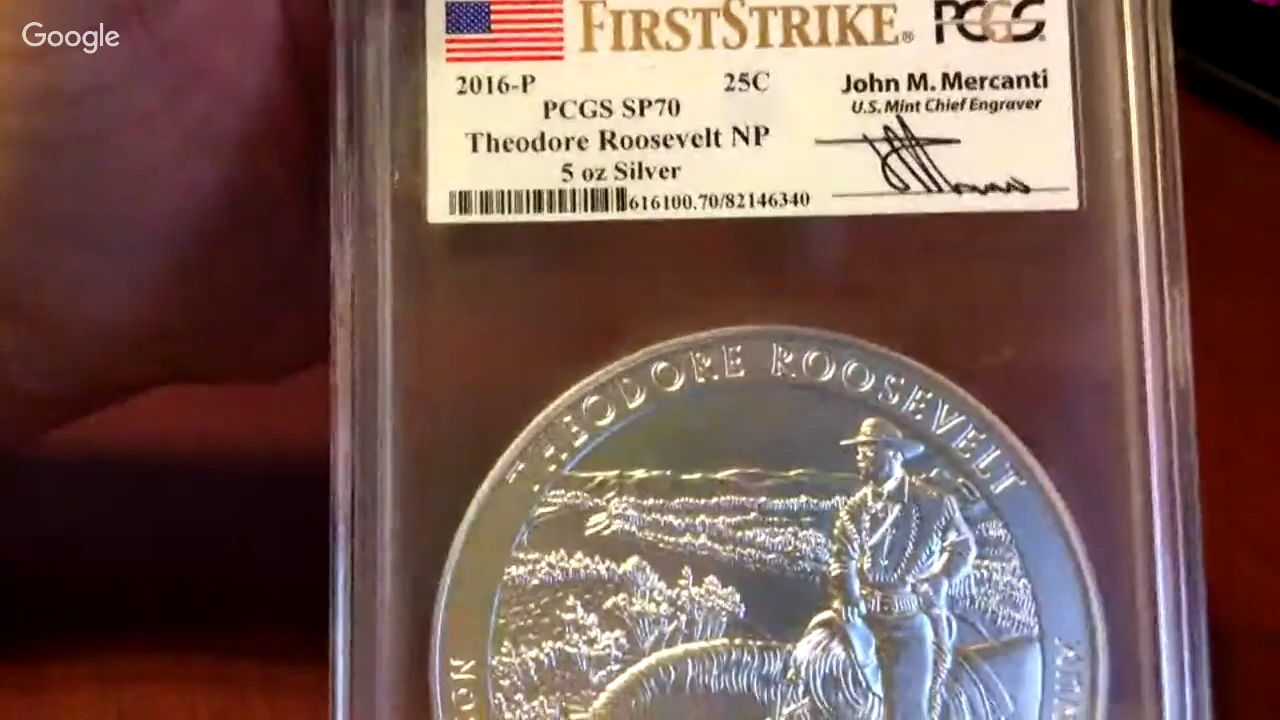 Google
FIRSTSTRIKE® PCGS
2016-P 25C
PCGS SP70
Theodore Roosevelt NP
5 oz Silver
616100.70/82146340
John M. Mercanti
U.S. Mint Chief Engraver
THEODORE ROOSEVELT